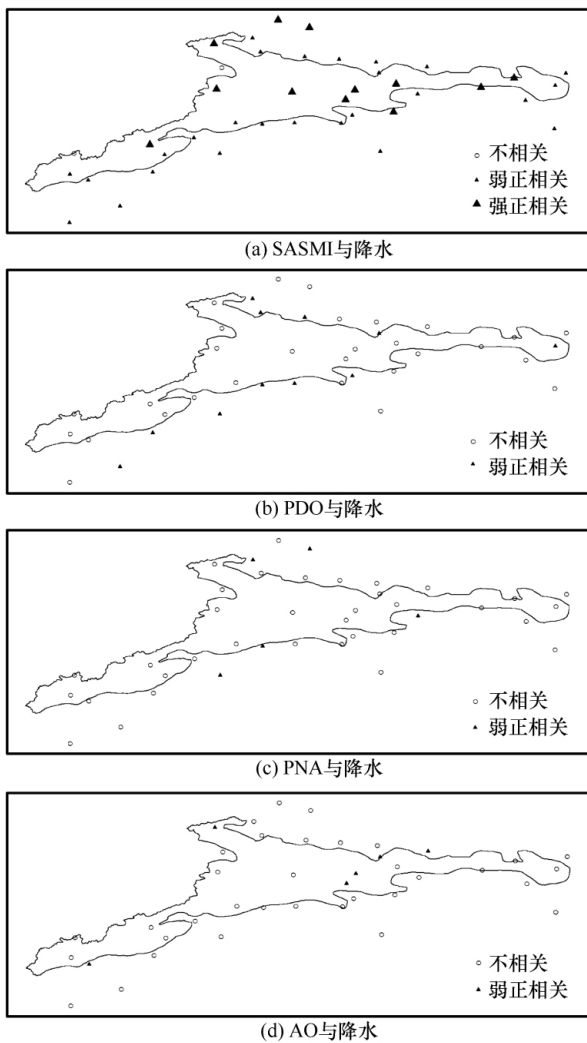 不相关
弱正相关
强正相关
(a) SASMI与降水
不相关
弱正相关
(b) PDO与降水
不相关
弱正相关
(c) PNA与降水
不相关
弱正相关
(d) AO与降水